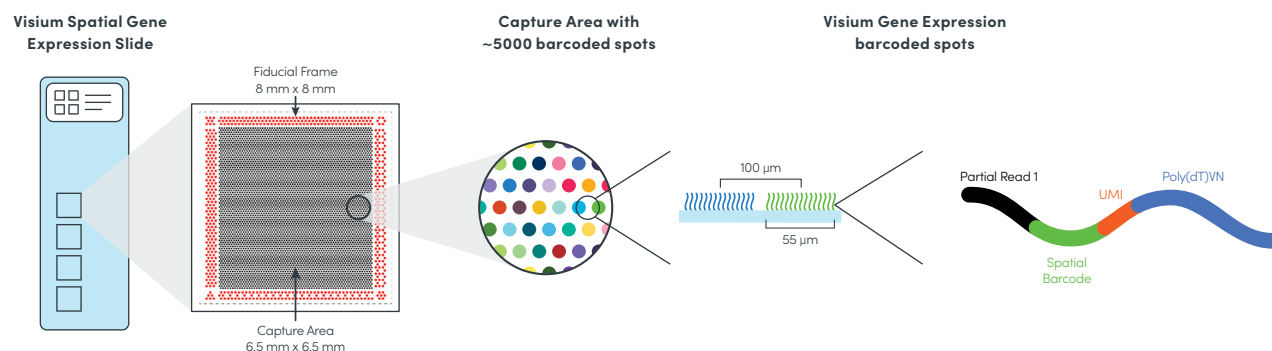 Visium Spatial Gene
Expression Slide
Capture Area with
~5000 barcoded spots
Visium Gene Expression
barcoded spots
Fiducial Frame
8 mm x 8 mm
100 µm
55 µm
Partial Read 1
UMI
Poly(dT)VN
Spatial
Barcode
Capture Area
6.5 mm x 6.5 mm